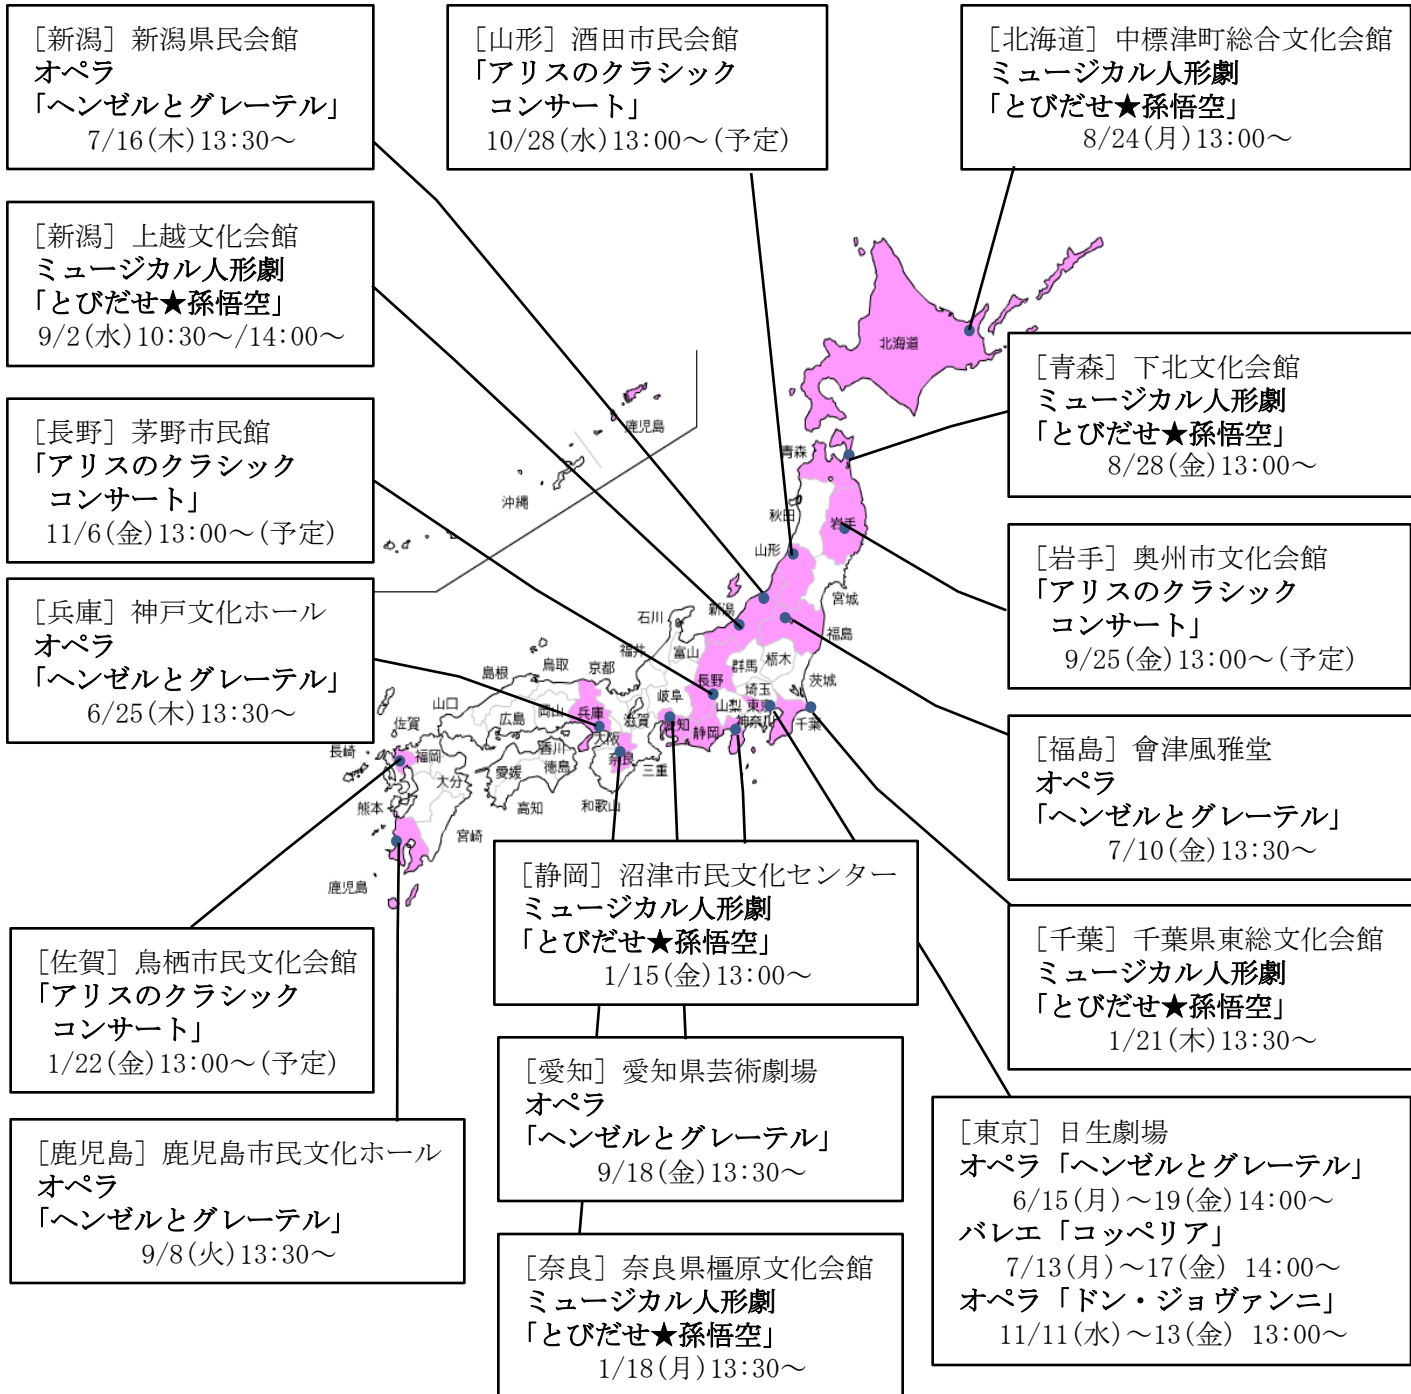 [新潟] 新潟県民会館
オペラ
「ヘンゼルとグレーテル」
7/16(木)13:30～
[山形] 酒田市民会館
「アリスのクラシック
コンサート」
10/28(水)13:00～(予定)
[北海道] 中標津町総合文化会館
ミュージカル人形劇
「とびだせ★孫悟空」
8/24(月)13:00～
[新潟] 上越文化会館
ミュージカル人形劇
「とびだせ★孫悟空」
9/2(水)10:30～/14:00～
[青森] 下北文化会館
ミュージカル人形劇
「とびだせ★孫悟空」
8/28(金)13:00～
[長野] 茅野市民館
「アリスのクラシック
コンサート」
11/6(金)13:00～(予定)
[岩手] 奥州市文化会館
「アリスのクラシック
コンサート」
9/25(金)13:00～(予定)
[兵庫] 神戸文化ホール
オペラ
「ヘンゼルとグレーテル」
6/25(木)13:30～
[福島] 會津風雅堂
オペラ
「ヘンゼルとグレーテル」
7/10(金)13:30～
北海道
青森
秋田
岩手
山形
宮城
新潟
福島
石川
富山
福井
群馬
栃木
茨城
長野
埼玉
岐阜
山梨
東京
神奈川
千葉
静岡
愛知
滋賀
京都
兵庫
大阪
奈良
三重
和歌山
鳥取
島根
岡山
広島
山口
香川
徳島
愛媛
高知
佐賀
長崎
福岡
大分
熊本
宮崎
鹿児島
鹿児島
沖縄
[静岡] 沼津市民文化センター
ミュージカル人形劇
「とびだせ★孫悟空」
1/15(金)13:00～
[千葉] 千葉県東総文化会館
ミュージカル人形劇
「とびだせ★孫悟空」
1/21(木)13:30～
[佐賀] 鳥栖市民文化会館
「アリスのクラシック
コンサート」
1/22(金)13:00～(予定)
[愛知] 愛知県芸術劇場
オペラ
「ヘンゼルとグレーテル」
9/18(金)13:30～
[鹿児島] 鹿児島市民文化ホール
オペラ
「ヘンゼルとグレーテル」
9/8(火)13:30～
[東京] 日生劇場
オペラ「ヘンゼルとグレーテル」
6/15(月)～19(金)14:00～
バレエ「コッペリア」
7/13(月)～17(金) 14:00～
オペラ「ドン・ジョヴァンニ」
11/11(水)～13(金) 13:00～
[奈良] 奈良県橿原文化会館
ミュージカル人形劇
「とびだせ★孫悟空」
1/18(月)13:30～